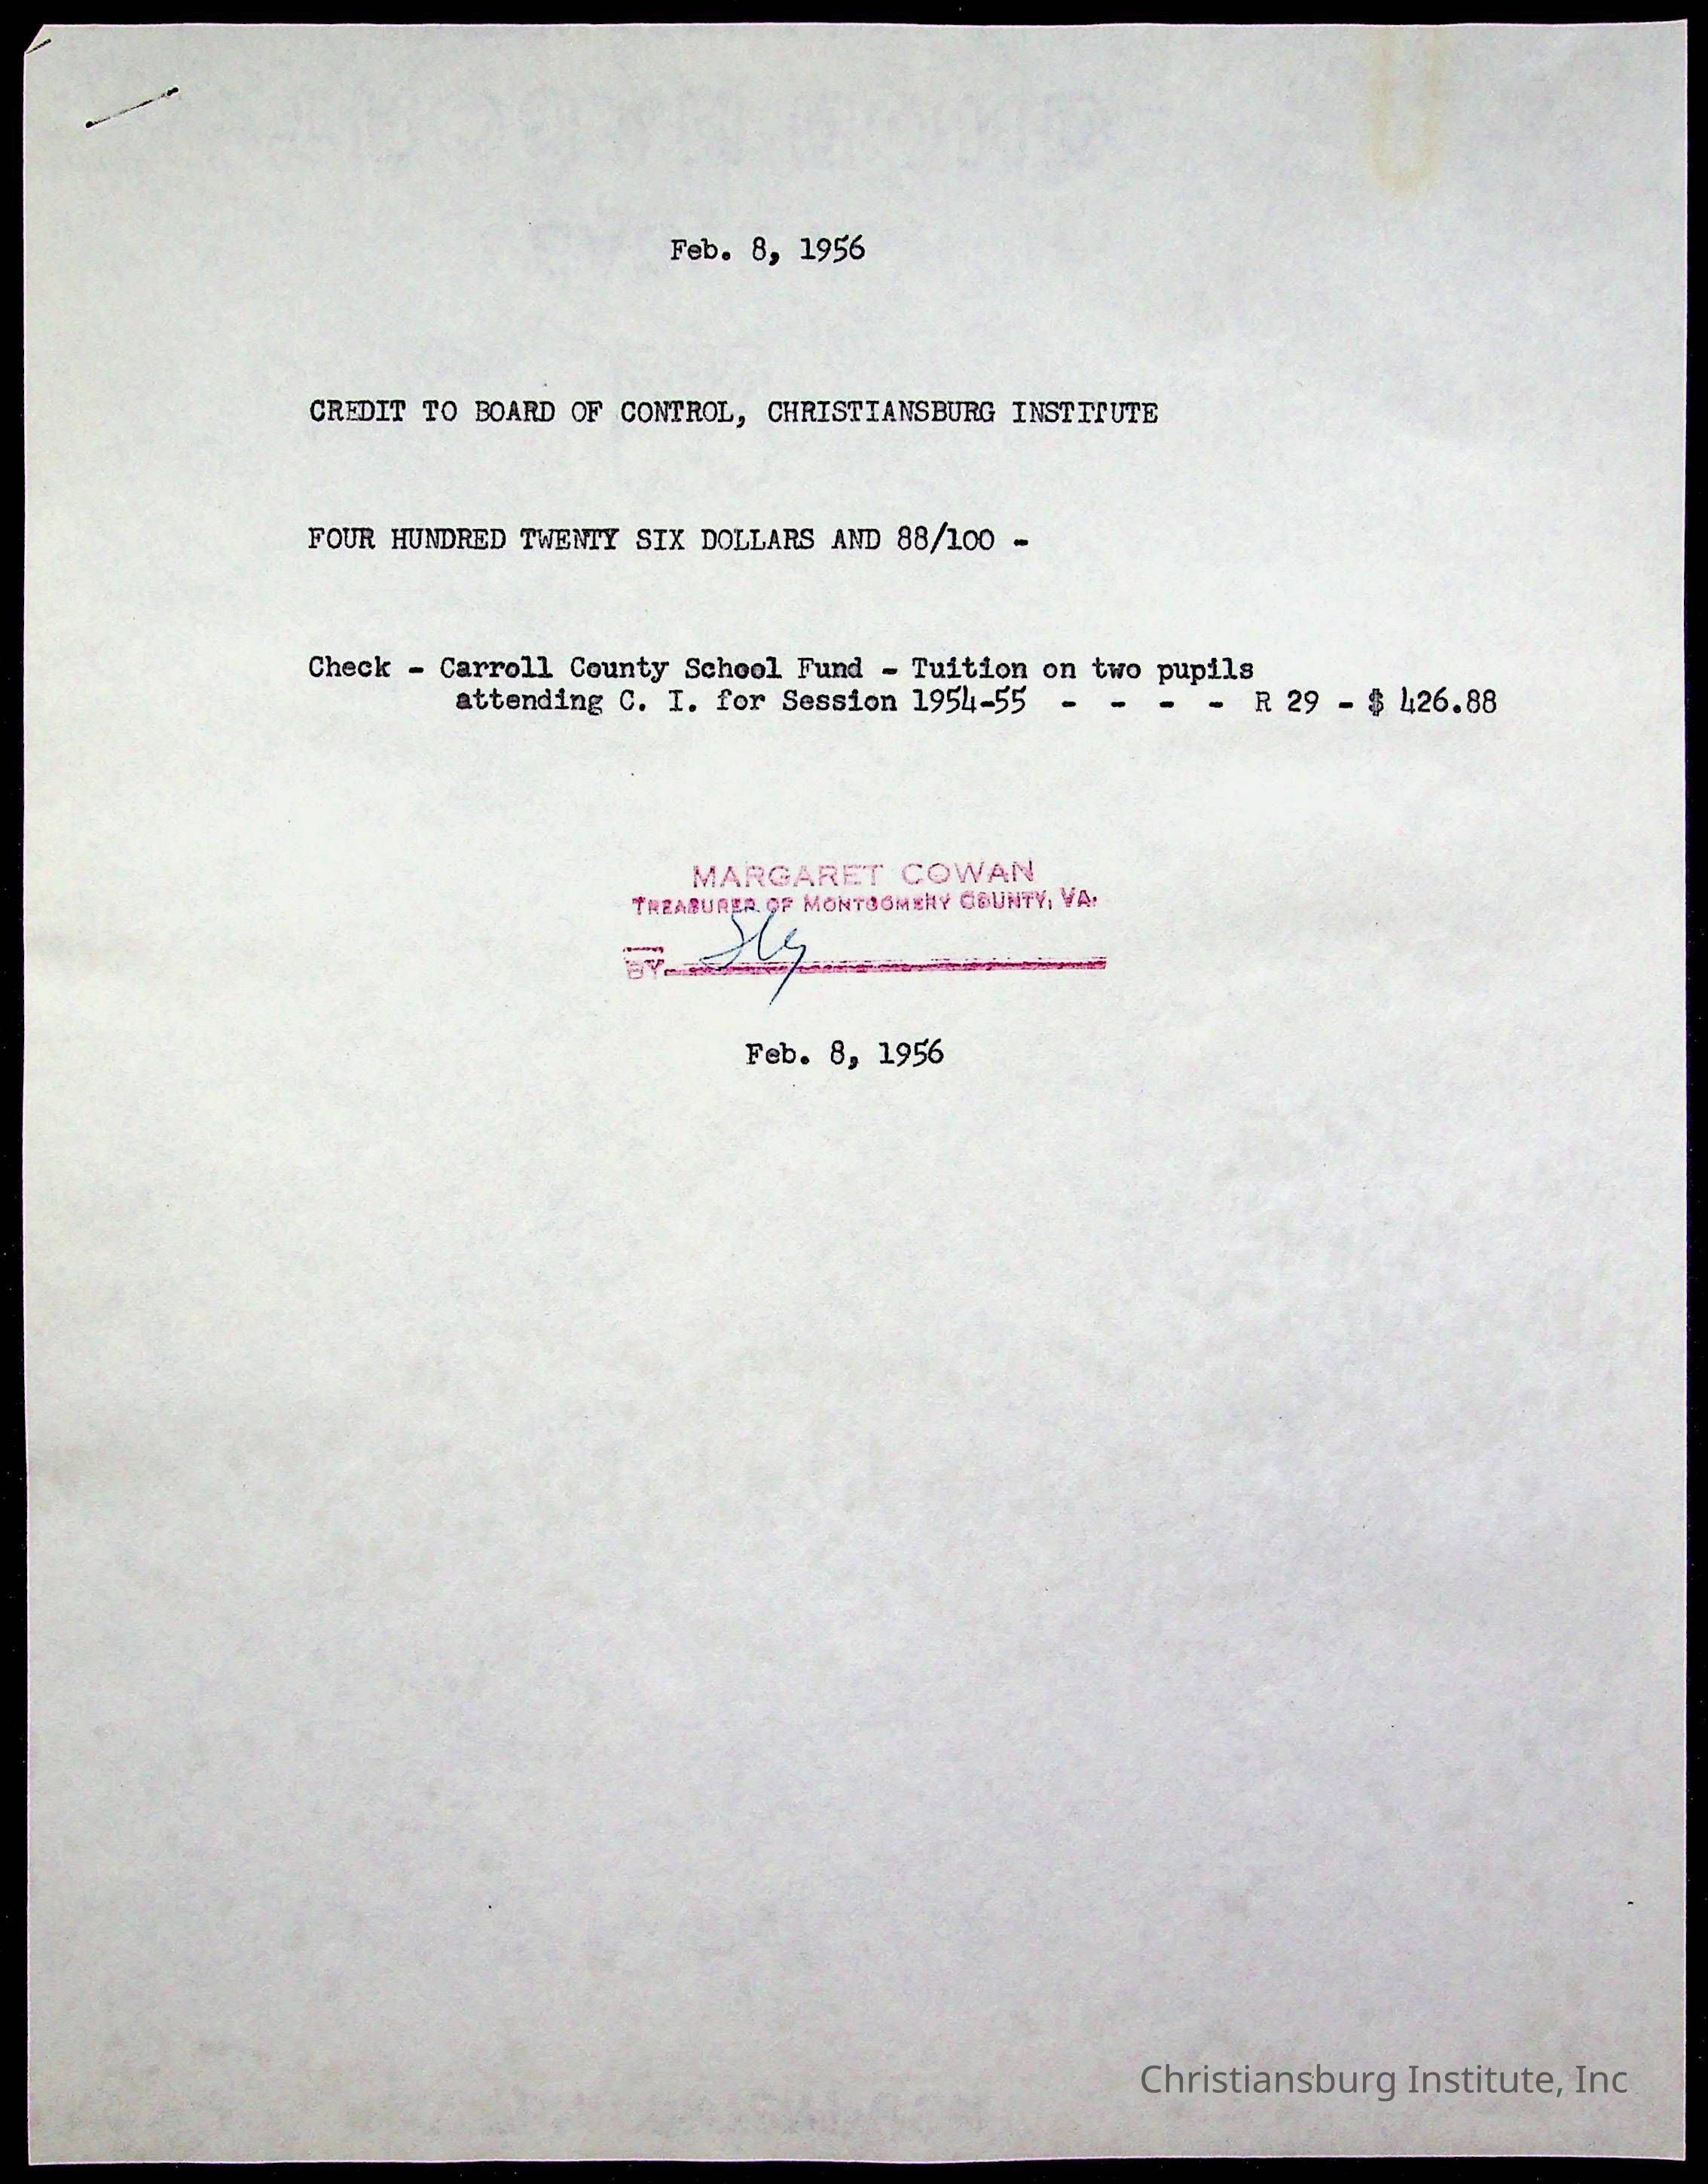 Feb. 8, 1956
CREDIT TO BOARD OF CONTROL, CHRISTIANSBURG INSTITUTE
FOUR HUNDRED TWENTY SIX DOLLARS AND 88/100 -
Check - Carroll County School Fund - Tuition on two pupils
attending C. I. for Session 1954-55 - - - - R 29 - $ 426.88
MARGARET COWAN
TREASURER OF MONTGOMERY COUNTY, VA.
BY
Feb. 8, 1956
Christiansburg Institute, Inc